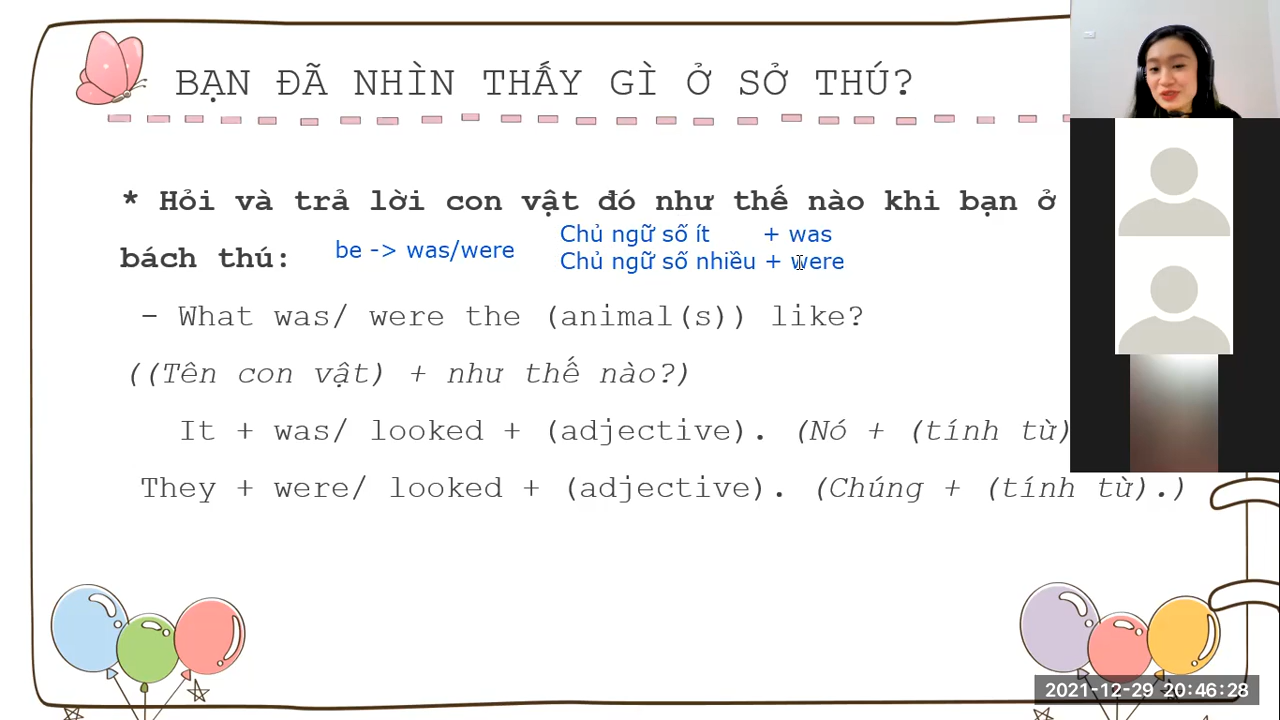 BẠN ĐÃ NHÌN THẤY GÌ Ở SỞ THÚ?
* Hỏi và trả lời con vật đó như thế nào khi bạn ở
bách thú:
be -> was/were
Chủ ngữ số ít + was
Chủ ngữ số nhiều + were
- What was/ were the (animal(s)) like?
((Tên con vật) + như thế nào?)
It + was/ looked + (adjective). (Nó + (tính từ)
They + were/ looked + (adjective). (Chúng + (tính từ).)
2021-12-29 20:46:28